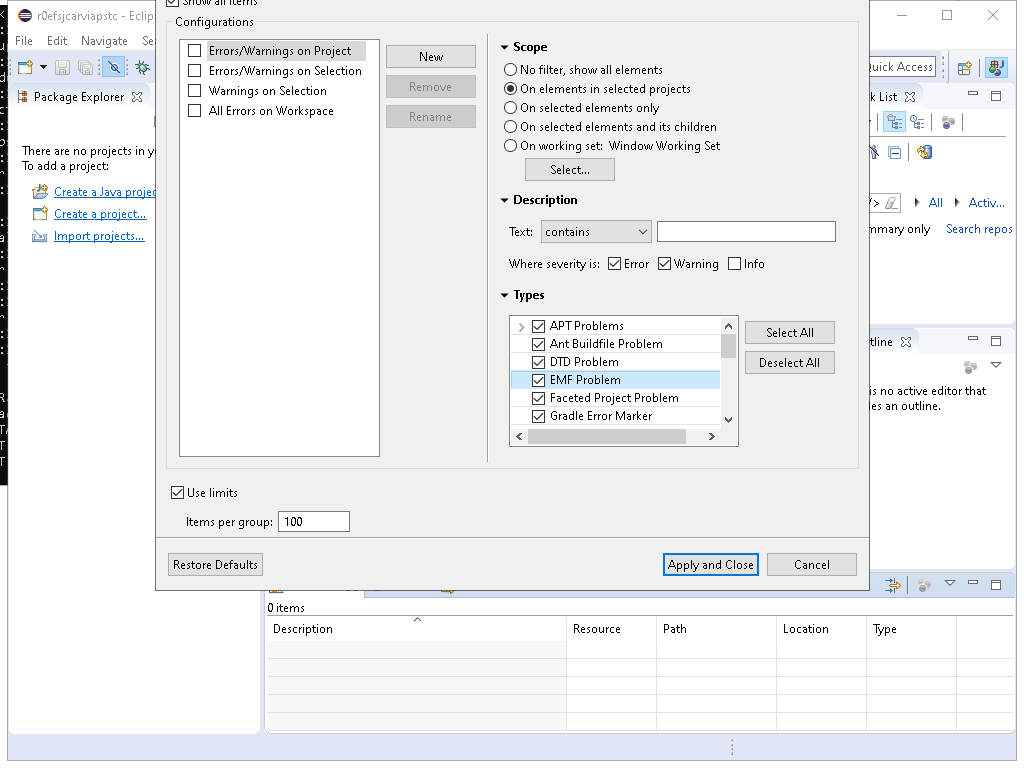 Show all items
r0efsjcarviapstc - Eclips
File Edit Navigate Se
Quick Access
Package Explorer
There are no projects in y
To add a project:
Create a Java projec
Create a project...
Import projects...
Configurations
Errors/Warnings on Project
Errors/Warnings on Selection
Warnings on Selection
All Errors on Workspace
New
Remove
Rename
Scope
No filter, show all elements
On elements in selected projects
On selected elements only
On selected elements and its children
On working set: Window Working Set
Select...
Description
Text: contains
Where severity is: Error Warning Info
Types
APT Problems
Ant Buildfile Problem
DTD Problem
EMF Problem
Faceted Project Problem
Gradle Error Marker
Select All
Deselect All
Use limits
Items per group: 100
Restore Defaults
Apply and Close
Cancel
k List
All
Activ...
mmary only
Search repos
tline
is no active editor that
des an outline.
0 items
Description Resource Path Location Type